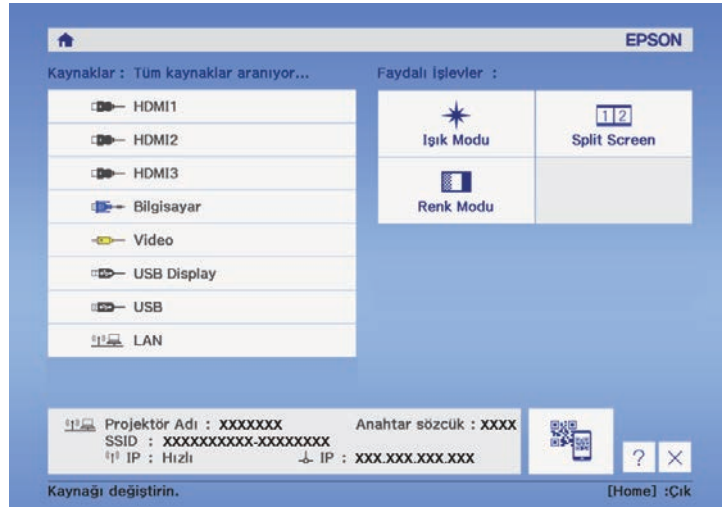 EPSON
Kaynaklar : Tüm kaynaklar aranıyor...
HDMI1
HDMI2
HDMI3
Bilgisayar
Video
USB Display
USB
LAN
Faydalı İşlevler :
Işık Modu
1 2
Split Screen
Renk Modu
Projektör Adı : XXXXXXX Anahtar sözcük : XXXX
SSID : XXXXXXXXXX-XXXXXXXX
IP : Hızlı IP : XXX.XXX.XXX.XXX
?
Kaynağı değiştirin. [Home] :Çık